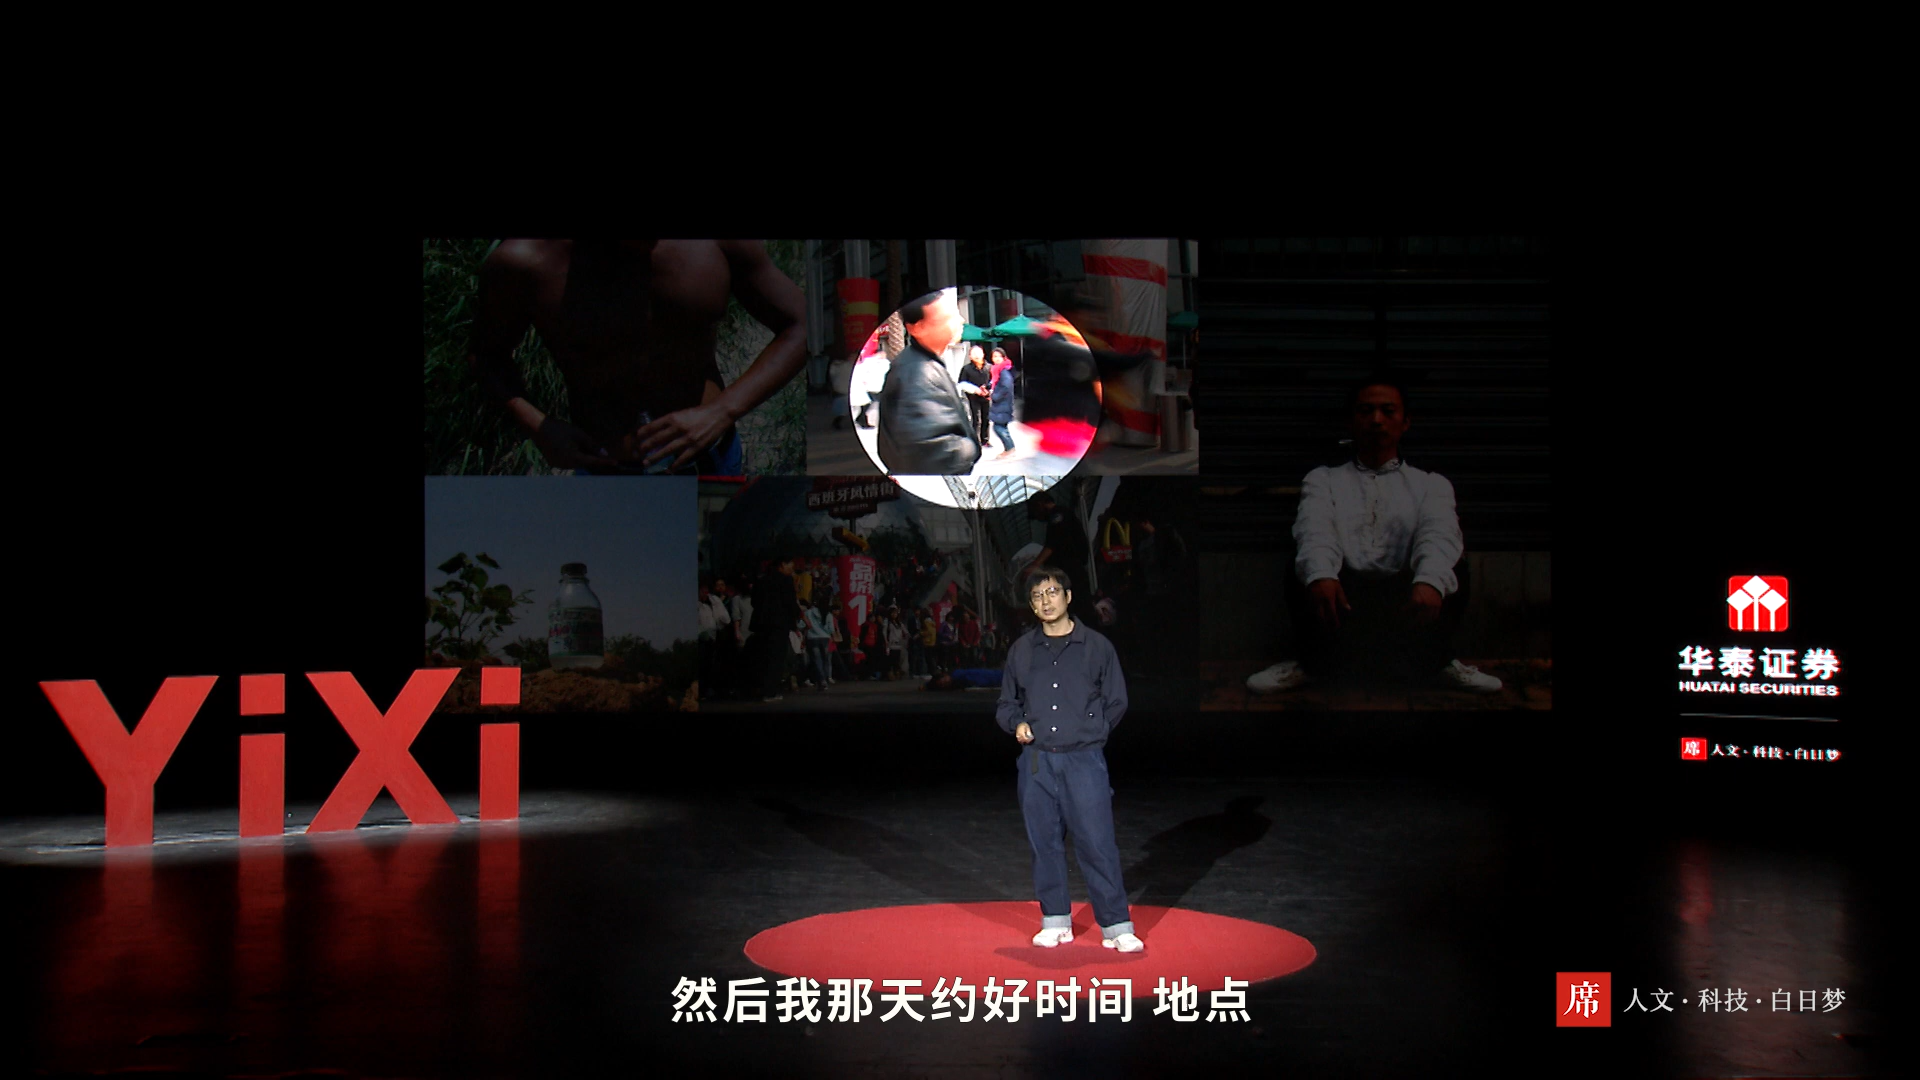 西班牙风情街
YiXi
华泰证券
HUATAI SECURITIES
席 人文·科技·白日梦
然后我那天约好时间 地点
席 人文·科技·白日梦